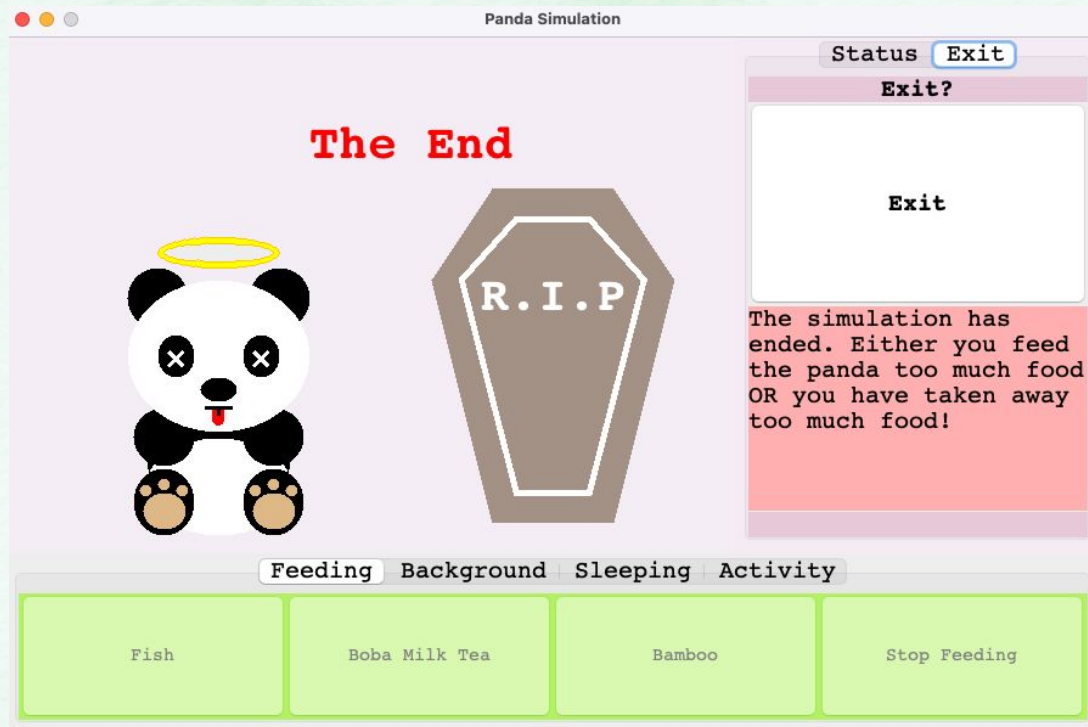 Panda Simulation
Status Exit
Exit?
The End
Exit
R.I.P
The simulation has
ended. Either you feed
the panda too much food
OR you have taken away
too much food!
Feeding Background Sleeping Activity
Fish Boba Milk Tea Bamboo Stop Feeding